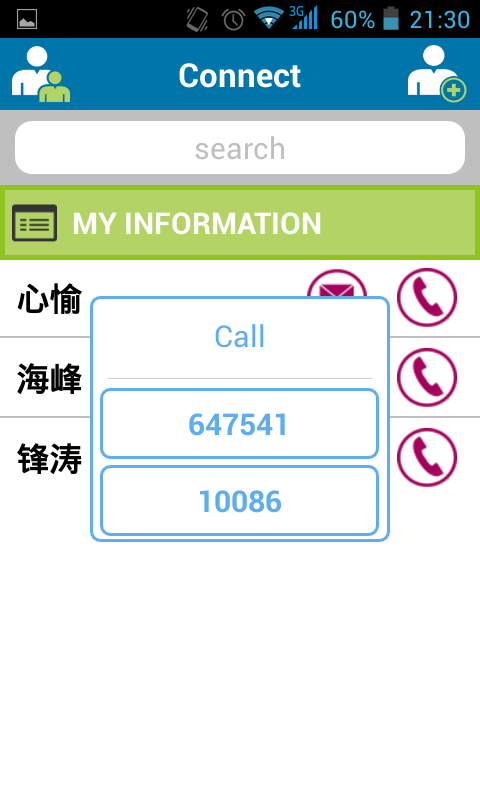 3G 60% 21:30
Connect
search
MY INFORMATION
心愉
Call
海峰
647541
锋涛
10086